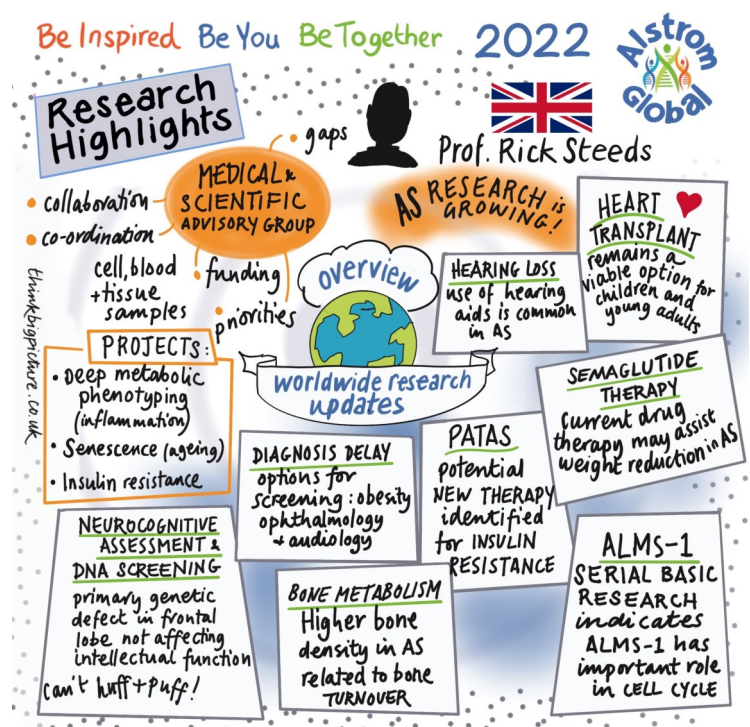 Be Inspired Be You Be Together 2022
Alstrom
Global
Research
Highlights
Prof. Rick Steeds
MEDICAL &
SCIENTIFIC
ADVISORY GROUP
gaps
collaboration
co-ordination
cell, blood
+ tissue
samples
funding
priorities
AS RESEARCH is
GROWING!
overview
worldwide research
updates
HEARING LOSS
use of hearing
aids is common
in AS
HEART
TRANSPLANT
remains a
viable option for
children and
young adults
thinkbigpicture.co.uk
PROJECTS:
• Deep metabolic
phenotyping
(inflammation)
• Senescence (ageing)
• Insulin resistance
DIAGNOSIS DELAY
options for
screening: obesity
ophthalmology
+ audiology
PATAS
potential
NEW THERAPY
identified
for INSULIN
RESISTANCE
SEMAGLUTIDE
THERAPY
Current drug
therapy may assist
weight reduction in AS
NEUROCOGNITIVE
ASSESSMENT &
DNA SCREENING
primary genetic
defect in frontal
lobe not affecting
intellectual function
can't huff + puff!
BONE METABOLISM
Higher bone
density in AS
related to bone
TURNOVER
ALMS-1
SERIAL BASIC
RESEARCH
indicates
ALMS-1 has
important role
in CELL CYCLE